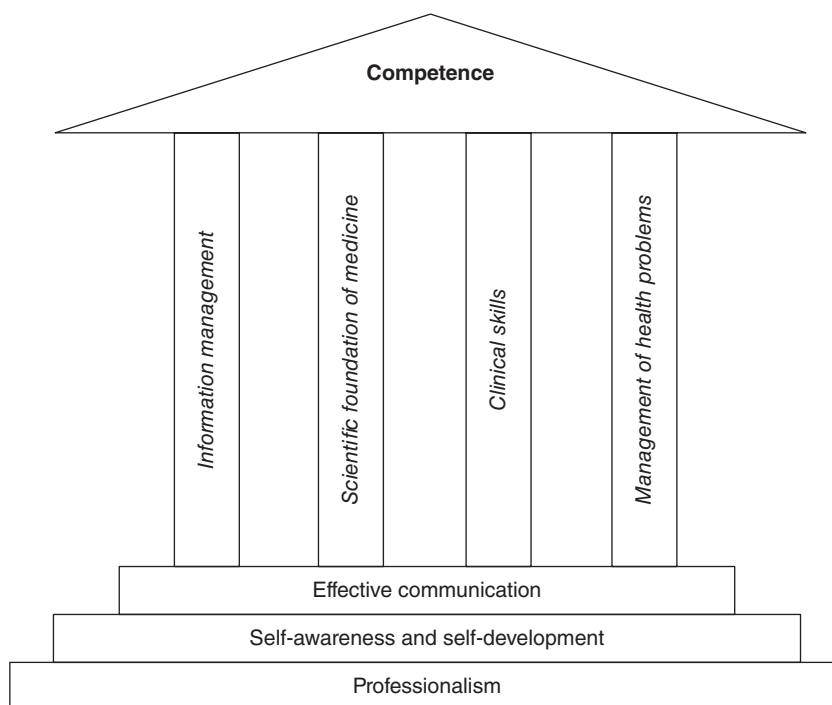 Competence
Information management
Scientific foundation of medicine
Clinical skills
Management of health problems
Effective communication
Self-awareness and self-development
Professionalism